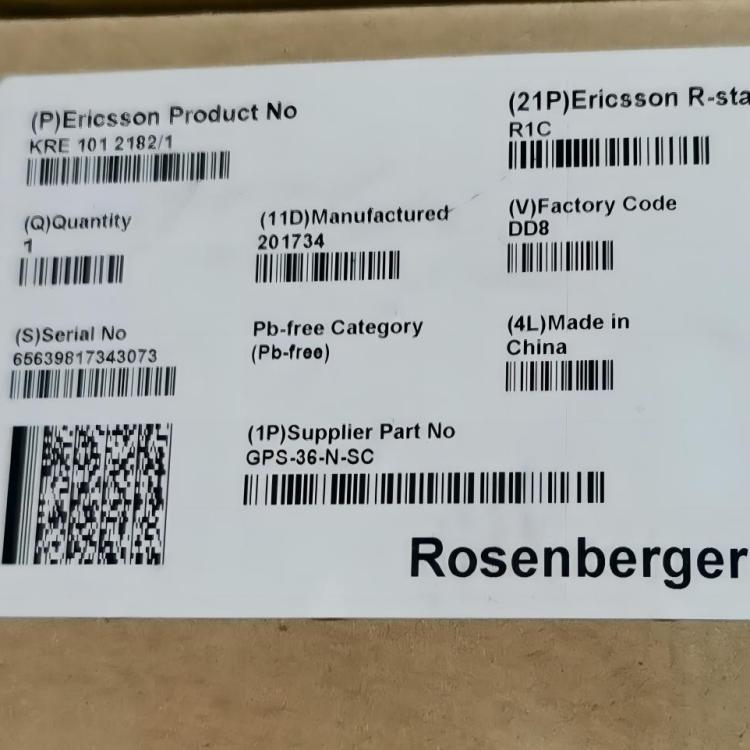 (P)Ericsson Product No
KRE 101 2182/1
(21P)Ericsson R-sta
R1C
(Q)Quantity
1
(11D)Manufactured
201734
(V)Factory Code
DD8
(S)Serial No
65639817343073
Pb-free Category
(Pb-free)
(4L)Made in
China
(1P)Supplier Part No
GPS-36-N-SC
Rosenberger